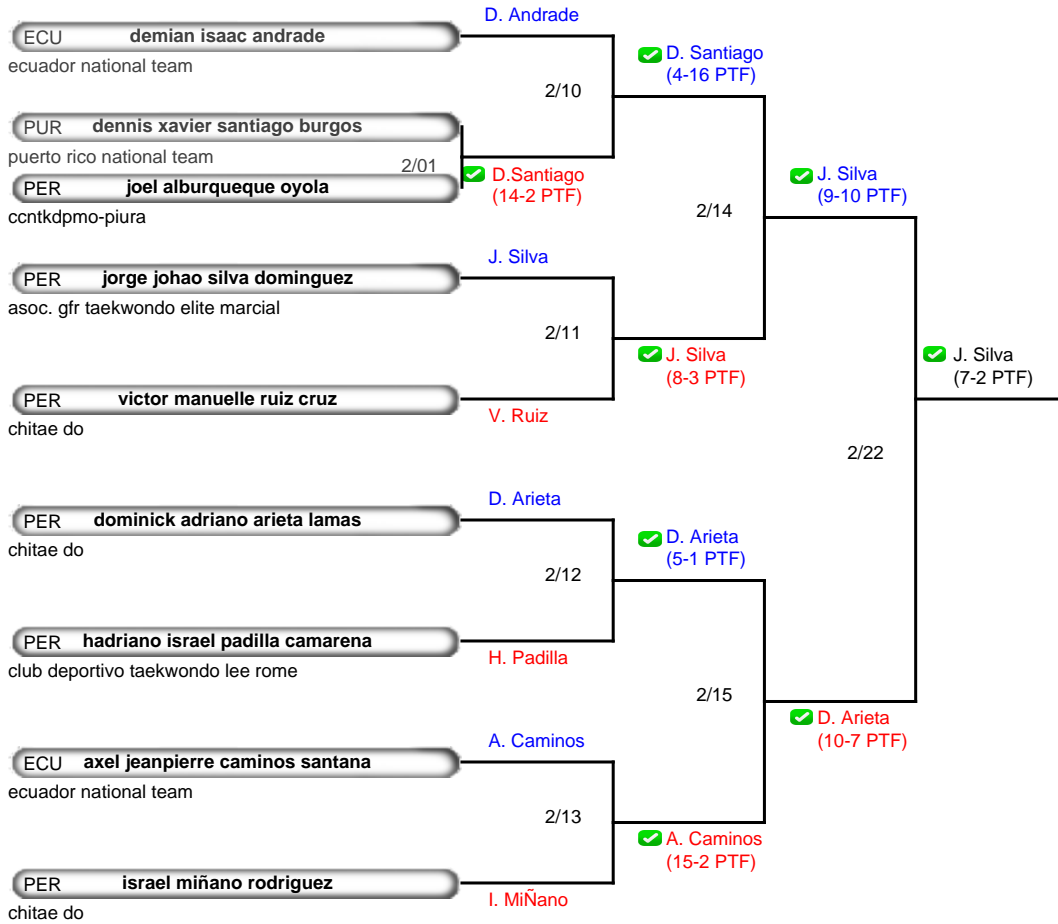 D. Andrade
ECU demian isaac andrade
ecuador national team
D. Santiago
(4-16 PTF)
2/10
PUR dennis xavier santiago burgos
puerto rico national team
2/01
D.Santiago
(14-2 PTF)
PER joel alburqueque oyola
ccntkdpmo-piura
J. Silva
(9-10 PTF)
2/14
J. Silva
PER jorge johao silva dominguez
asoc. gfr taekwondo elite marcial
2/11
J. Silva
(8-3 PTF)
J. Silva
(7-2 PTF)
PER victor manuelle ruiz cruz
chitae do
V. Ruiz
2/22
D. Arieta
PER dominick adriano arieta lamas
chitae do
D. Arieta
(5-1 PTF)
2/12
PER hadriano israel padilla camarena
club deportivo taekwondo lee rome
H. Padilla
2/15
D. Arieta
(10-7 PTF)
A. Caminos
ECU axel jeanpierre caminos santana
ecuador national team
2/13
A. Caminos
(15-2 PTF)
PER israel miñano rodriguez
chitae do
I. MiÑano